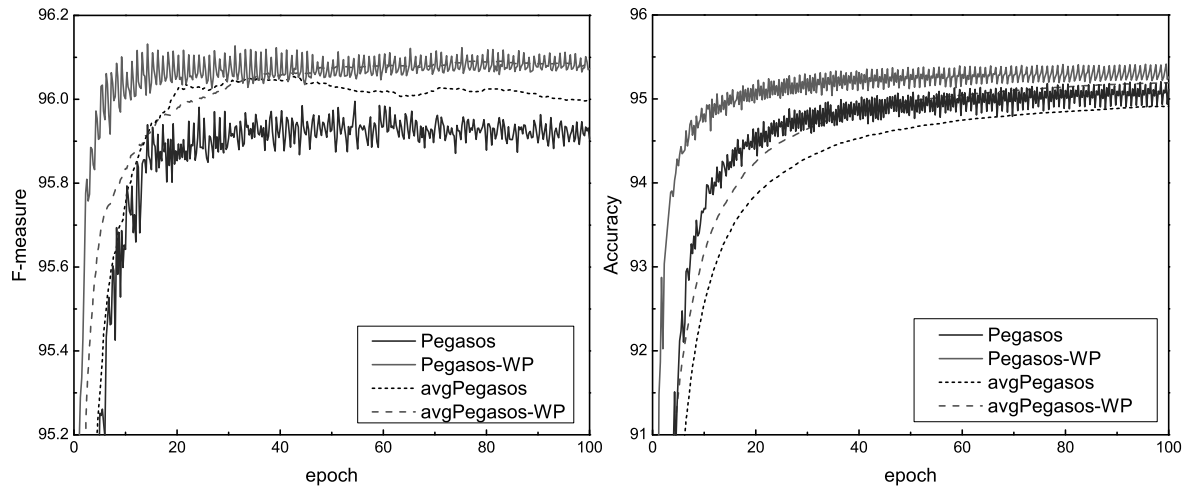 96.2
96.0
95.8
95.6
95.4
95.2
F-measure
0
20
40
60
80
100
epoch
Pegasos
Pegasos-WP
avgPegasos
avgPegasos-WP
96
95
94
93
92
91
Accuracy
0
20
40
60
80
100
epoch
Pegasos
Pegasos-WP
avgPegasos
avgPegasos-WP